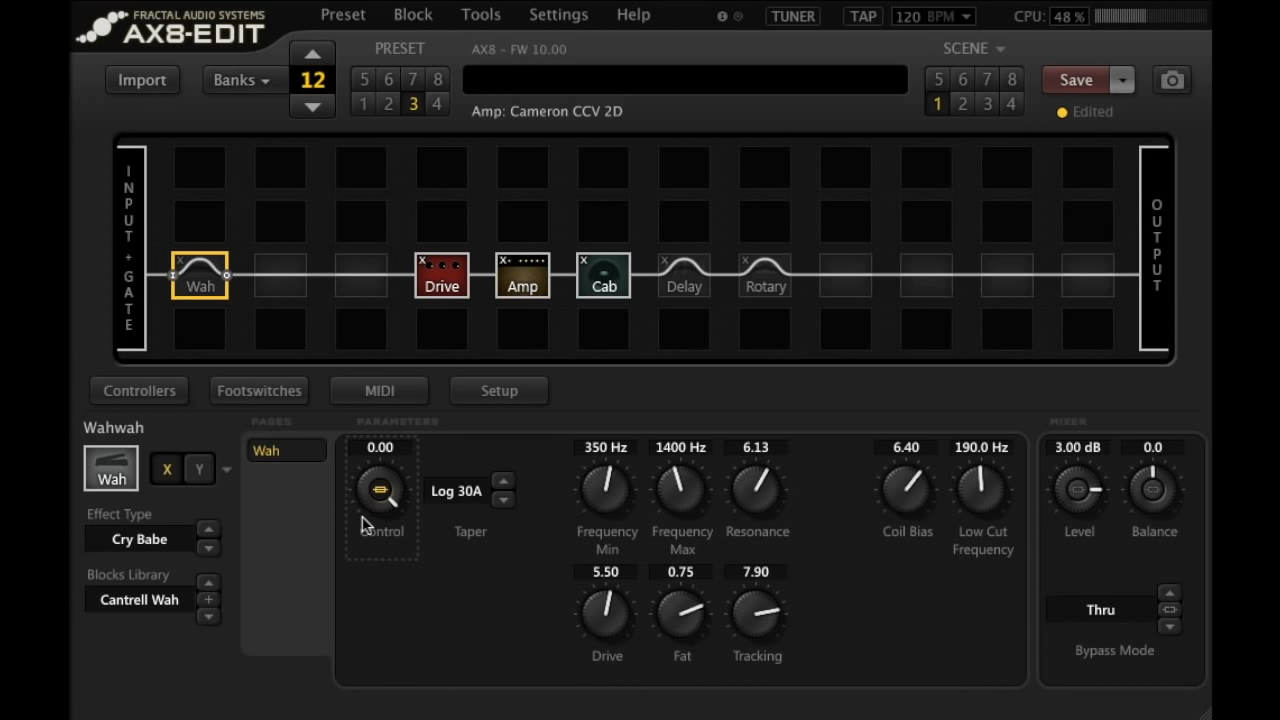 FRACTAL AUDIO SYSTEMS
AX8-EDIT
Preset Block Tools Settings Help
TUNER TAP 120 BPM CPU: 48 %
PRESET AX8 - FW 10.00 SCENE
Import Banks 12 5 6 7 8 5 6 7 8 Save
1 2 3 4 Amp: Cameron CCV 2D 1 2 3 4 Edited
INPUT + GATE
OUTPUT
X X X X X X
I O
Wah Drive Amp Cab Delay Rotary
Controllers Footswitches MIDI Setup
PAGES PARAMETERS MIXER
Wahwah
Wah
X Y
Effect Type
Cry Babe
Blocks Library
Cantrell Wah
Wah
0.00
Control
Log 30A
Taper
350 Hz 1400 Hz 6.13 6.40 190.0 Hz
Frequency Min Frequency Max Resonance Coil Bias Low Cut Frequency
5.50 0.75 7.90
Drive Fat Tracking
3.00 dB 0.0
Level Balance
Thru
Bypass Mode